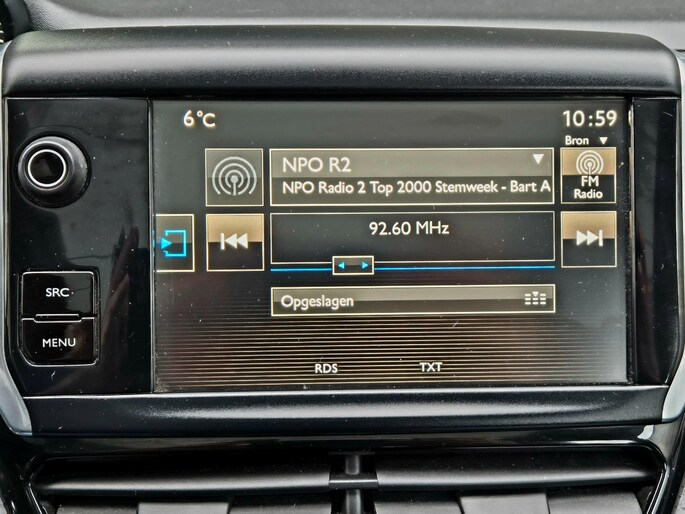 6°C
10:59
Bron
NPO R2
NPO Radio 2 Top 2000 Stemweek - Bart A
FM
Radio
92.60 MHz
SRC
Opgeslagen
MENU
RDS
TXT